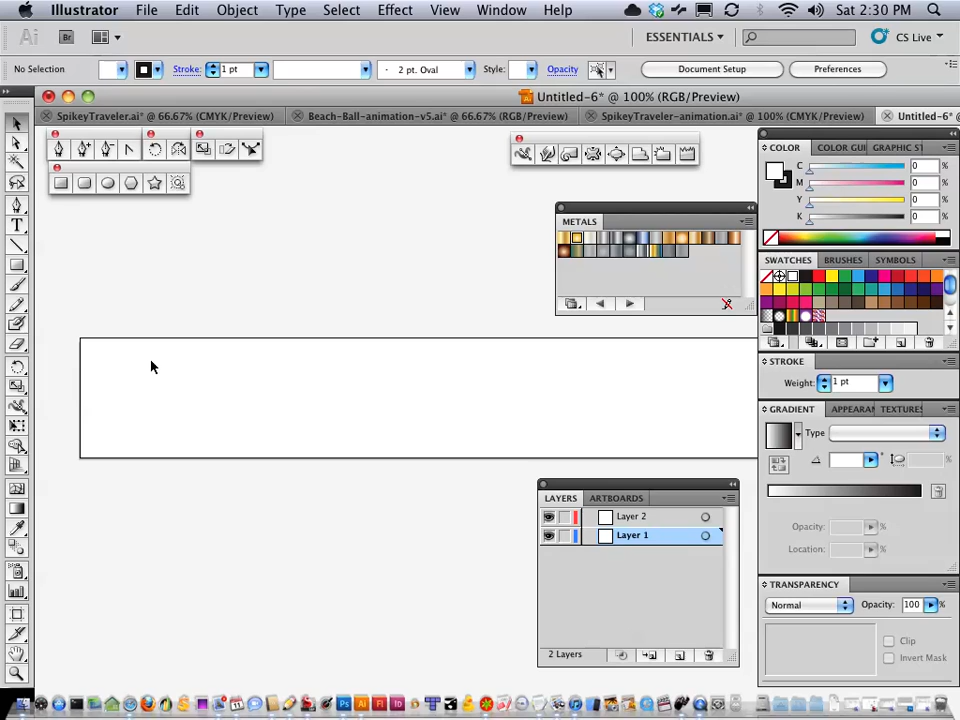 Illustrator File Edit Object Type Select Effect View Window Help Sat 2:30 PM
Ai Br ESSENTIALS CS Live
No Selection Stroke: 1 pt 2 pt. Oval Style: Opacity Document Setup Preferences
Untitled-6* @ 100% (RGB/Preview)
SpikeyTraveler.ai* @ 66.67% (CMYK/Preview) Beach-Ball-animation-v5.ai* @ 66.67% (RGB/Preview) SpikeyTraveler-animation.ai* @ 100% (CMYK/Preview) Untitled-6* @
COLOR COLOR GUI GRAPHIC ST
C 0 %
M 0 %
Y 0 %
K 0 %
METALS
SWATCHES BRUSHES SYMBOLS
STROKE
Weight: 1 pt
GRADIENT APPEARAN TEXTURES
Type
°
%
Opacity: %
Location: %
LAYERS ARTBOARDS
Layer 2
Layer 1
2 Layers
TRANSPARENCY
Normal Opacity: 100 %
Clip
Invert Mask